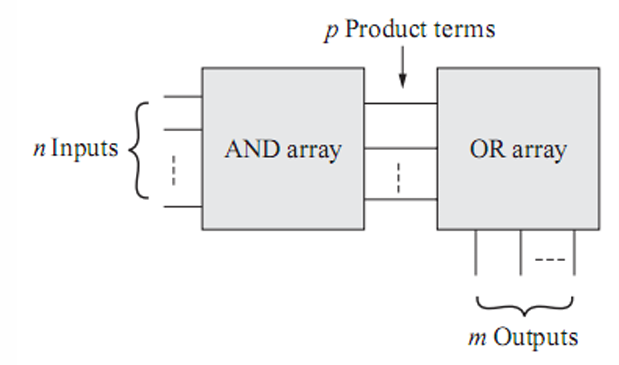 p Product terms
n Inputs
AND array
OR array
m Outputs